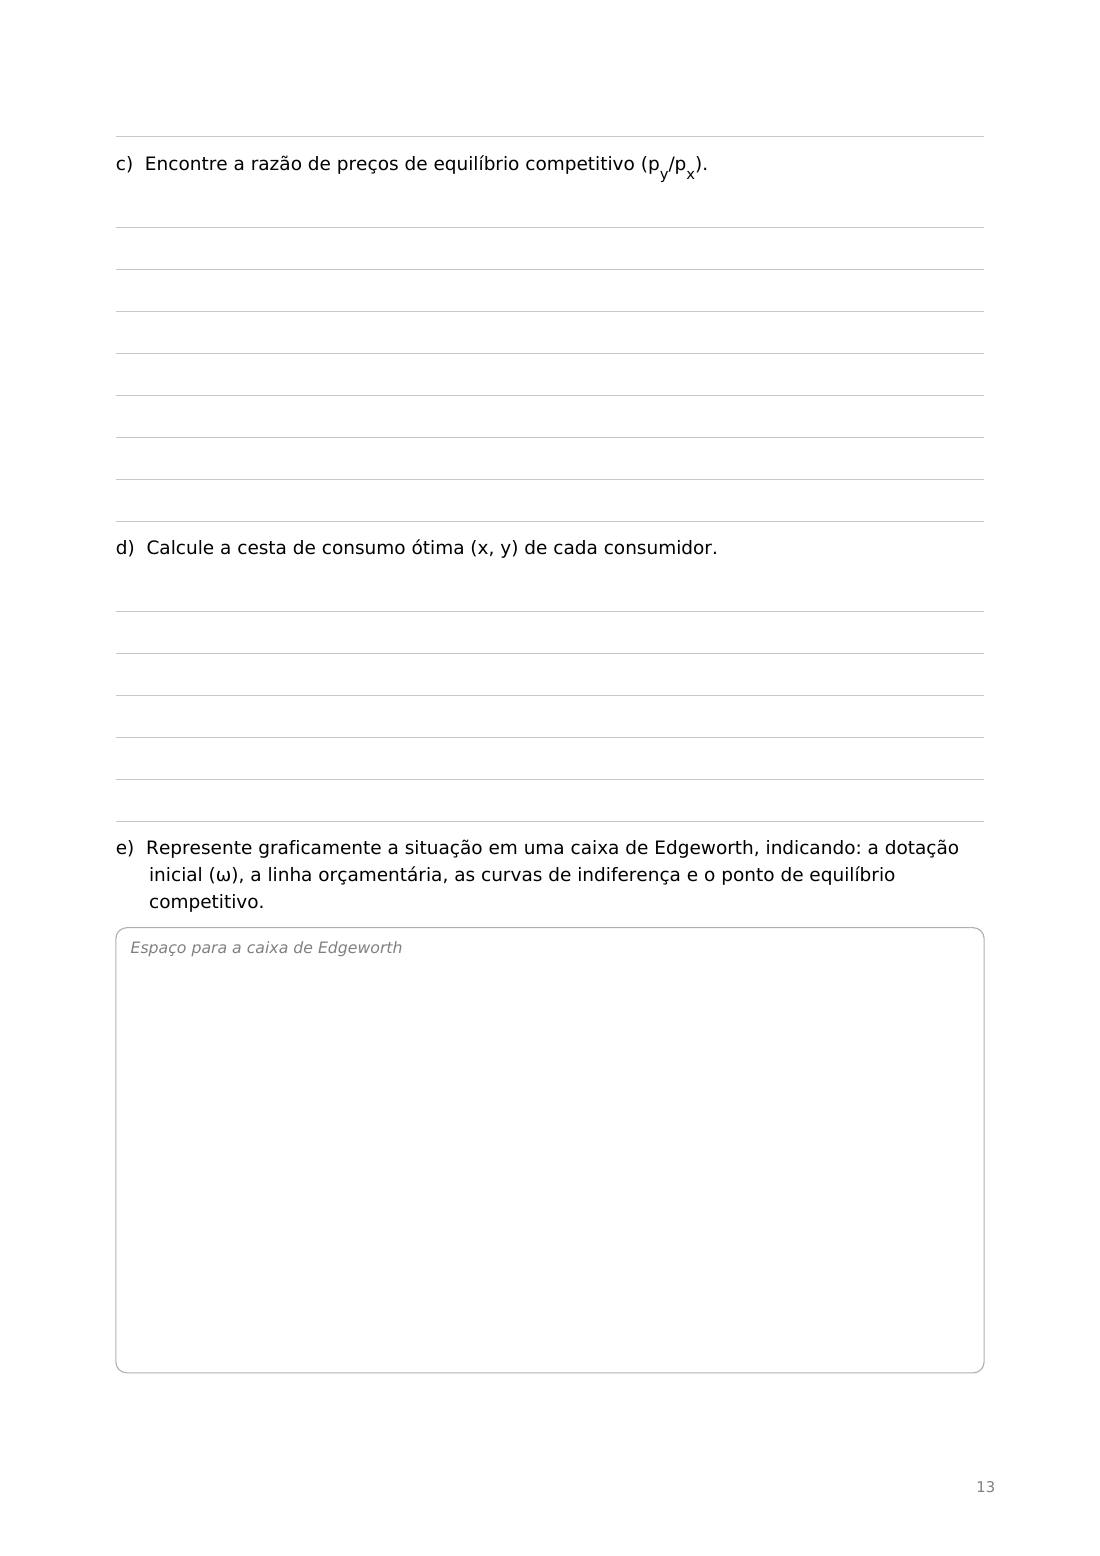 c) Encontre a razão de preços de equilíbrio competitivo (py/px).
d) Calcule a cesta de consumo ótima (x, y) de cada consumidor.
e) Represente graficamente a situação em uma caixa de Edgeworth, indicando: a dotação
inicial (ω), a linha orçamentária, as curvas de indiferença e o ponto de equilíbrio
competitivo.
Espaço para a caixa de Edgeworth
13